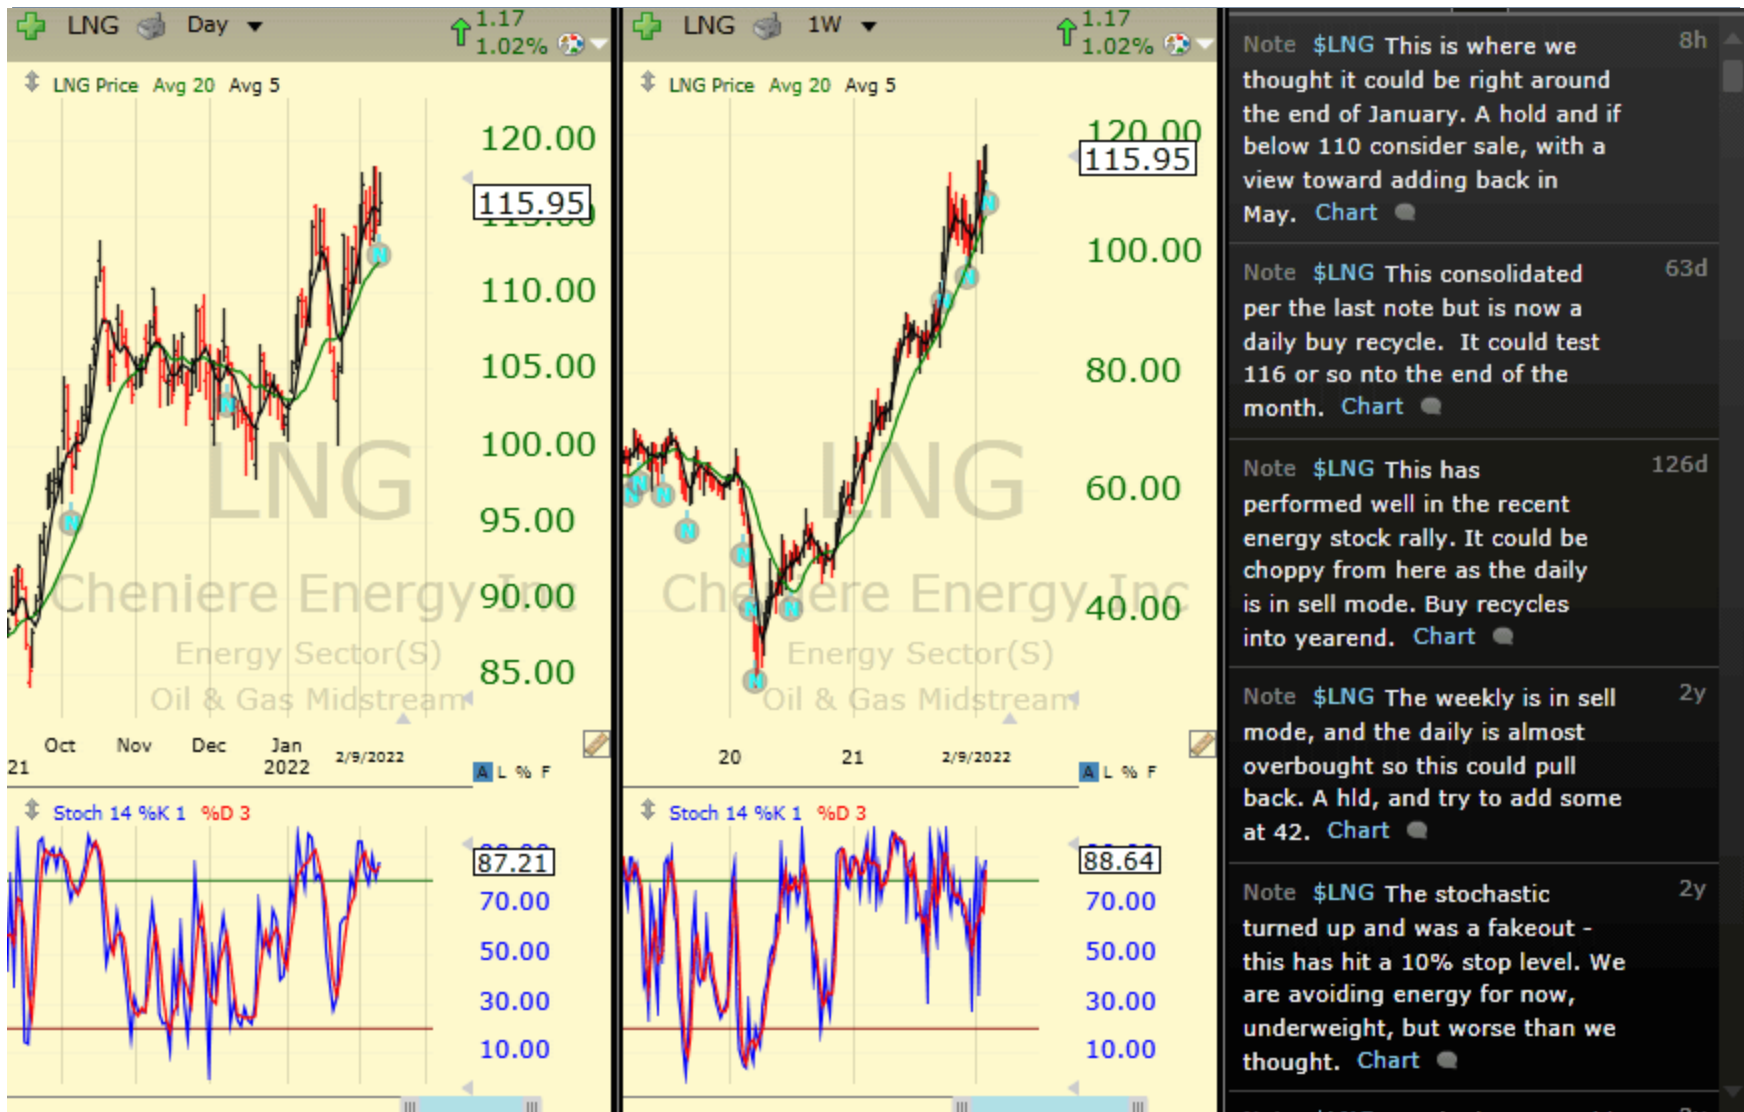 LNG Day
1.17
1.02%
LNG Price Avg 20 Avg 5
120.00
115.95
110.00
105.00
100.00
95.00
90.00
85.00
LNG
Cheniere Energy Inc
Energy Sector(S)
Oil & Gas Midstream
Oct Nov Dec Jan
21 2022 2/9/2022
A L % F
Stoch 14 %K 1 %D 3
87.21
70.00
50.00
30.00
10.00
LNG 1W
1.17
1.02%
LNG Price Avg 20 Avg 5
120.00
115.95
100.00
80.00
60.00
40.00
LNG
Energy Inc
Energy Sector(S)
Oil & Gas Midstream
20 21 2/9/2022
A L % F
Stoch 14 %K 1 %D 3
88.64
70.00
50.00
30.00
10.00
Note $LNG This is where we 8h
thought it could be right around
the end of January. A hold and if
below 110 consider sale, with a
view toward adding back in
May. Chart
Note $LNG This consolidated 63d
per the last note but is now a
daily buy recycle. It could test
116 or so nto the end of the
month. Chart
Note $LNG This has 126d
performed well in the recent
energy stock rally. It could be
choppy from here as the daily
is in sell mode. Buy recycles
into yearend. Chart
Note $LNG The weekly is in sell 2y
mode, and the daily is almost
overbought so this could pull
back. A hld, and try to add some
at 42. Chart
Note $LNG The stochastic 2y
turned up and was a fakeout -
this has hit a 10% stop level. We
are avoiding energy for now,
underweight, but worse than we
thought. Chart